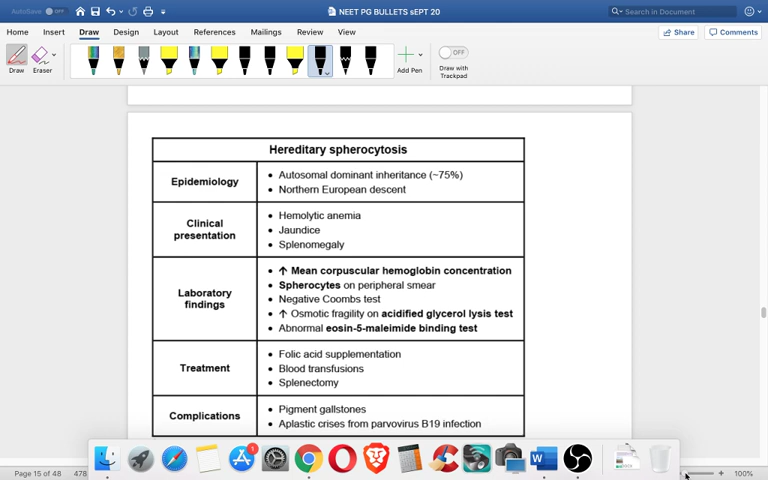 AutoSave OFF
NEET PG BULLETS sEPT 20
Search in Document
Home Insert Draw Design Layout References Mailings Review View
Share Comments
Draw Eraser
Add Pen
OFF
Draw with
Trackpad
Hereditary spherocytosis
Epidemiology
• Autosomal dominant inheritance (~75%)
• Northern European descent
Clinical
presentation
• Hemolytic anemia
• Jaundice
• Splenomegaly
Laboratory
findings
• ↑ Mean corpuscular hemoglobin concentration
• Spherocytes on peripheral smear
• Negative Coombs test
• ↑ Osmotic fragility on acidified glycerol lysis test
• Abnormal eosin-5-maleimide binding test
Treatment
• Folic acid supplementation
• Blood transfusions
• Splenectomy
Complications
• Pigment gallstones
• Aplastic crises from parvovirus B19 infection
Page 15 of 48
478
100%